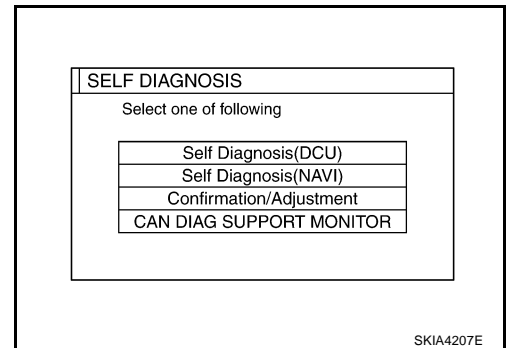 SELF DIAGNOSIS
Select one of following
Self Diagnosis(DCU)
Self Diagnosis(NAVI)
Confirmation/Adjustment
CAN DIAG SUPPORT MONITOR
SKIA4207E